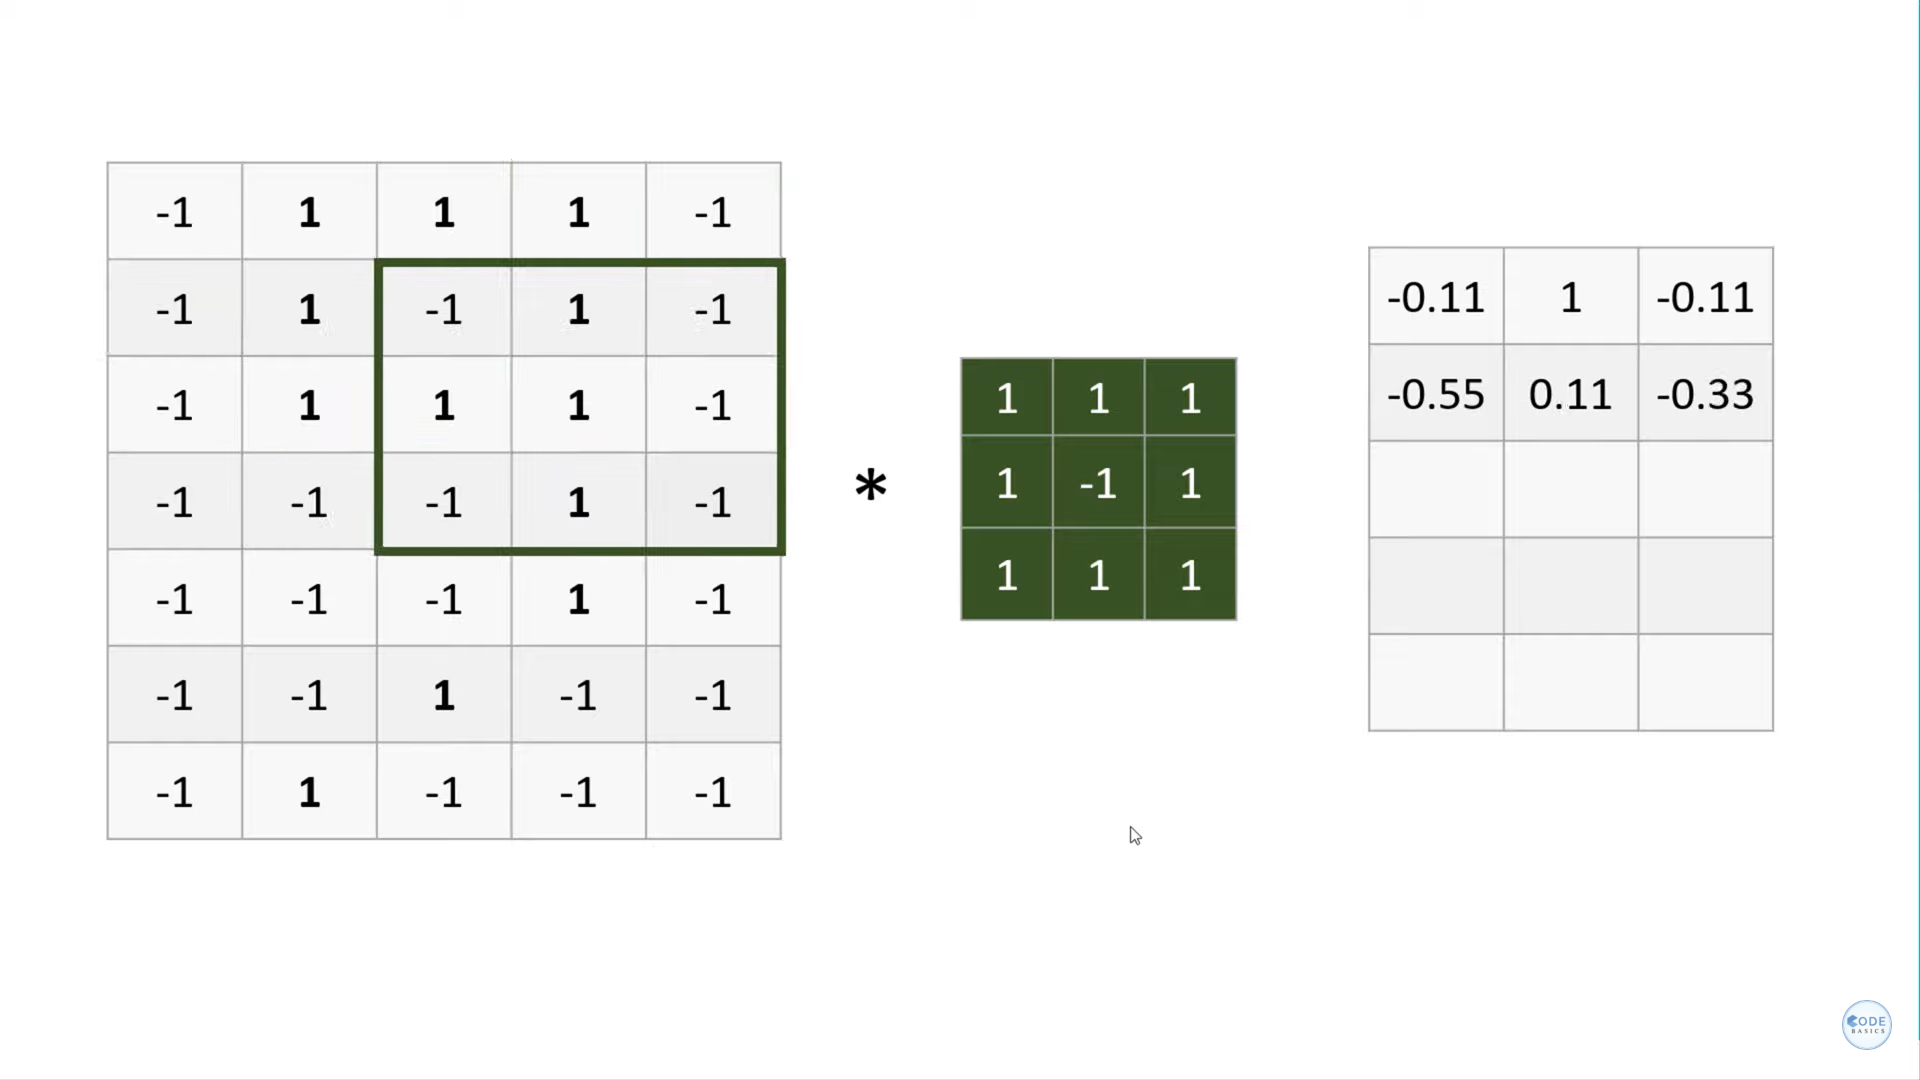 -1 1 1 1 -1
-1 1 -1 1 -1
-1 1 1 1 -1
-1 -1 -1 1 -1
-1 -1 -1 1 -1
-1 -1 1 -1 -1
-1 1 -1 -1 -1
*
1 1 1
1 -1 1
1 1 1
-0.11 1 -0.11
-0.55 0.11 -0.33
CODE
BASICS